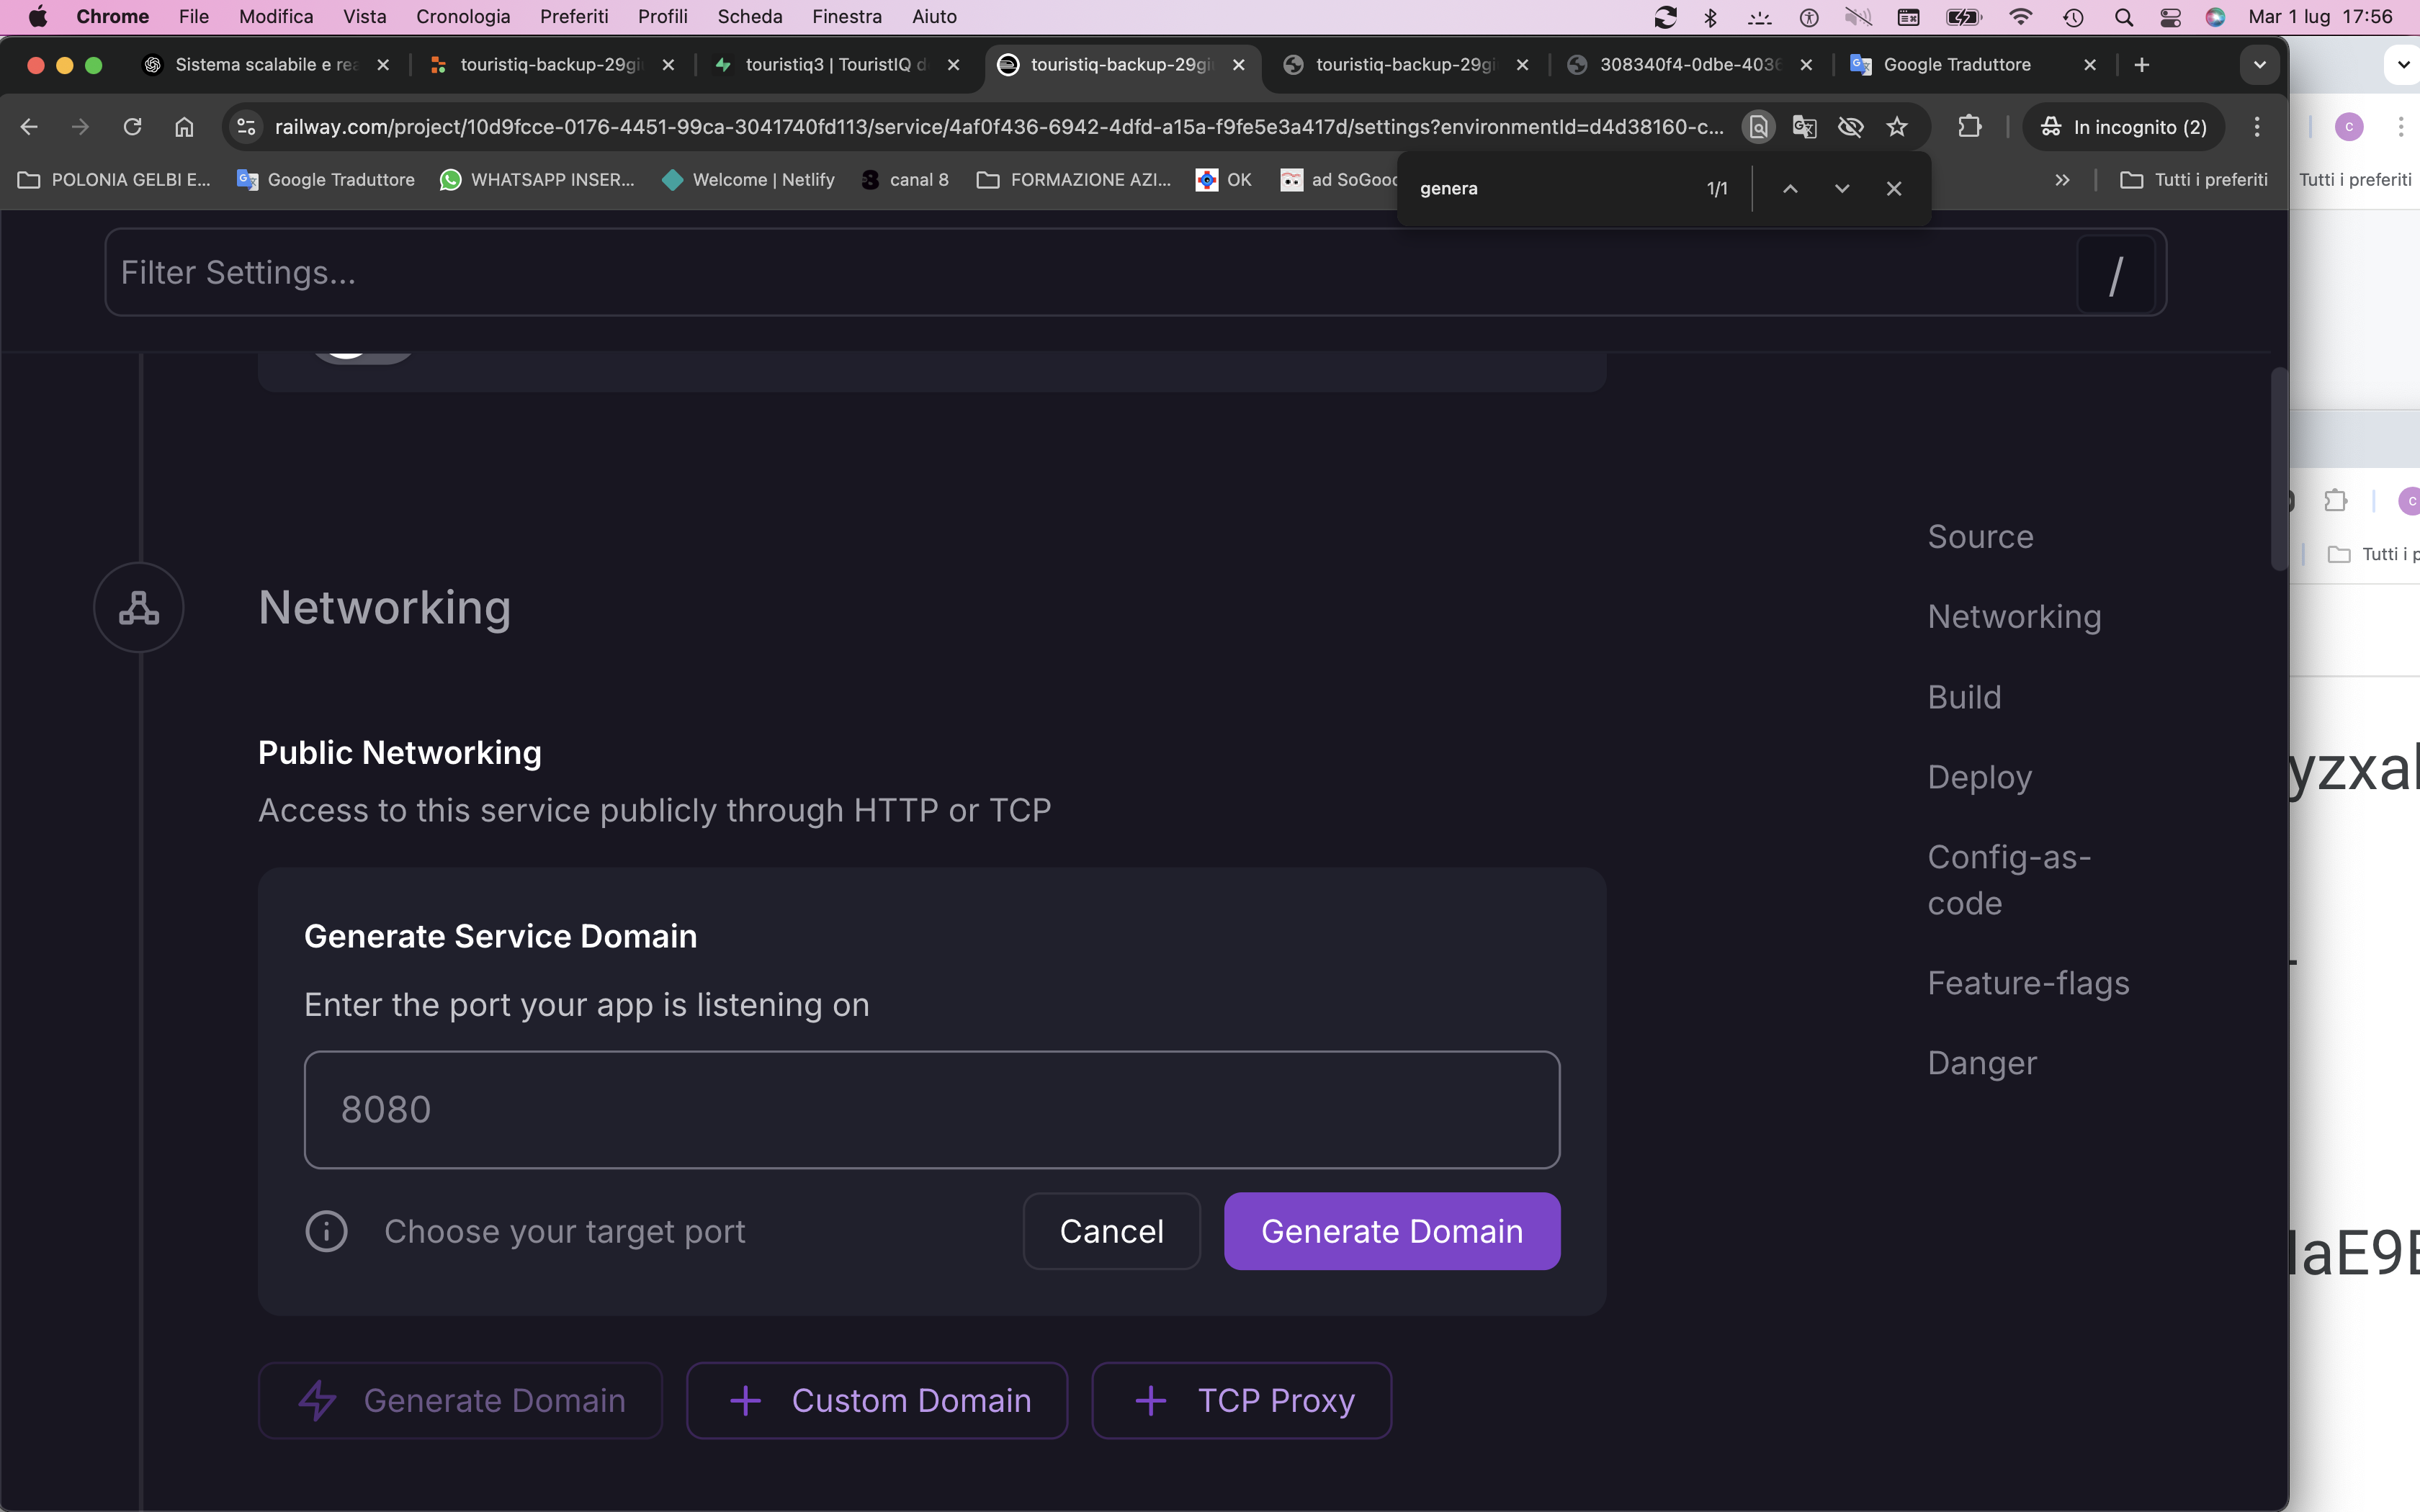 Chrome File Modifica Vista Cronologia Preferiti Profili Scheda Finestra Aiuto Mar 1 lug 17:56
Sistema scalabile e rea touristiq-backup-29gi touristiq3 | TouristIQ d touristiq-backup-29gi touristiq-backup-29gi 308340f4-0dbe-4036 Google Traduttore
railway.com/project/10d9fcce-0176-4451-99ca-3041740fd113/service/4af0f436-6942-4dfd-a15a-f9fe5e3a417d/settings?environmentId=d4d38160-c... In incognito (2) c
POLONIA GELBI E... Google Traduttore WHATSAPP INSER... Welcome | Netlify canal 8 FORMAZIONE AZI... OK ad SoGood Tutti i preferiti Tutti i preferiti
genera 1/1
Filter Settings... /
c
Tutti i p
Networking
Source
Networking
Build
Deploy
Config-as-
code
Feature-flags
Danger
Public Networking
Access to this service publicly through HTTP or TCP
Generate Service Domain
Enter the port your app is listening on
8080
Choose your target port Cancel Generate Domain
Generate Domain Custom Domain TCP Proxy
yzxa
aE9